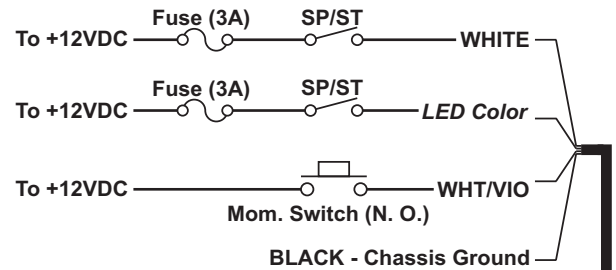 Fuse (3A) SP/ST
To +12VDC WHITE
Fuse (3A) SP/ST
To +12VDC LED Color
To +12VDC WHT/VIO
Mom. Switch (N. O.)
BLACK - Chassis Ground